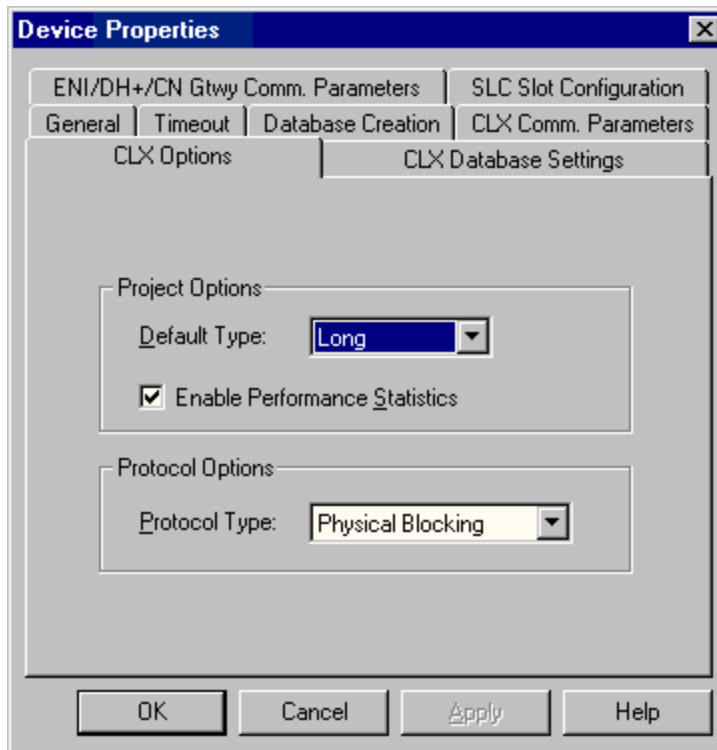 Device Properties
ENI/DH+/CN Gtwy Comm. Parameters SLC Slot Configuration
General Timeout Database Creation CLX Comm. Parameters
CLX Options CLX Database Settings
Project Options
Default Type: Long
Enable Performance Statistics
Protocol Options
Protocol Type: Physical Blocking
OK Cancel Apply Help